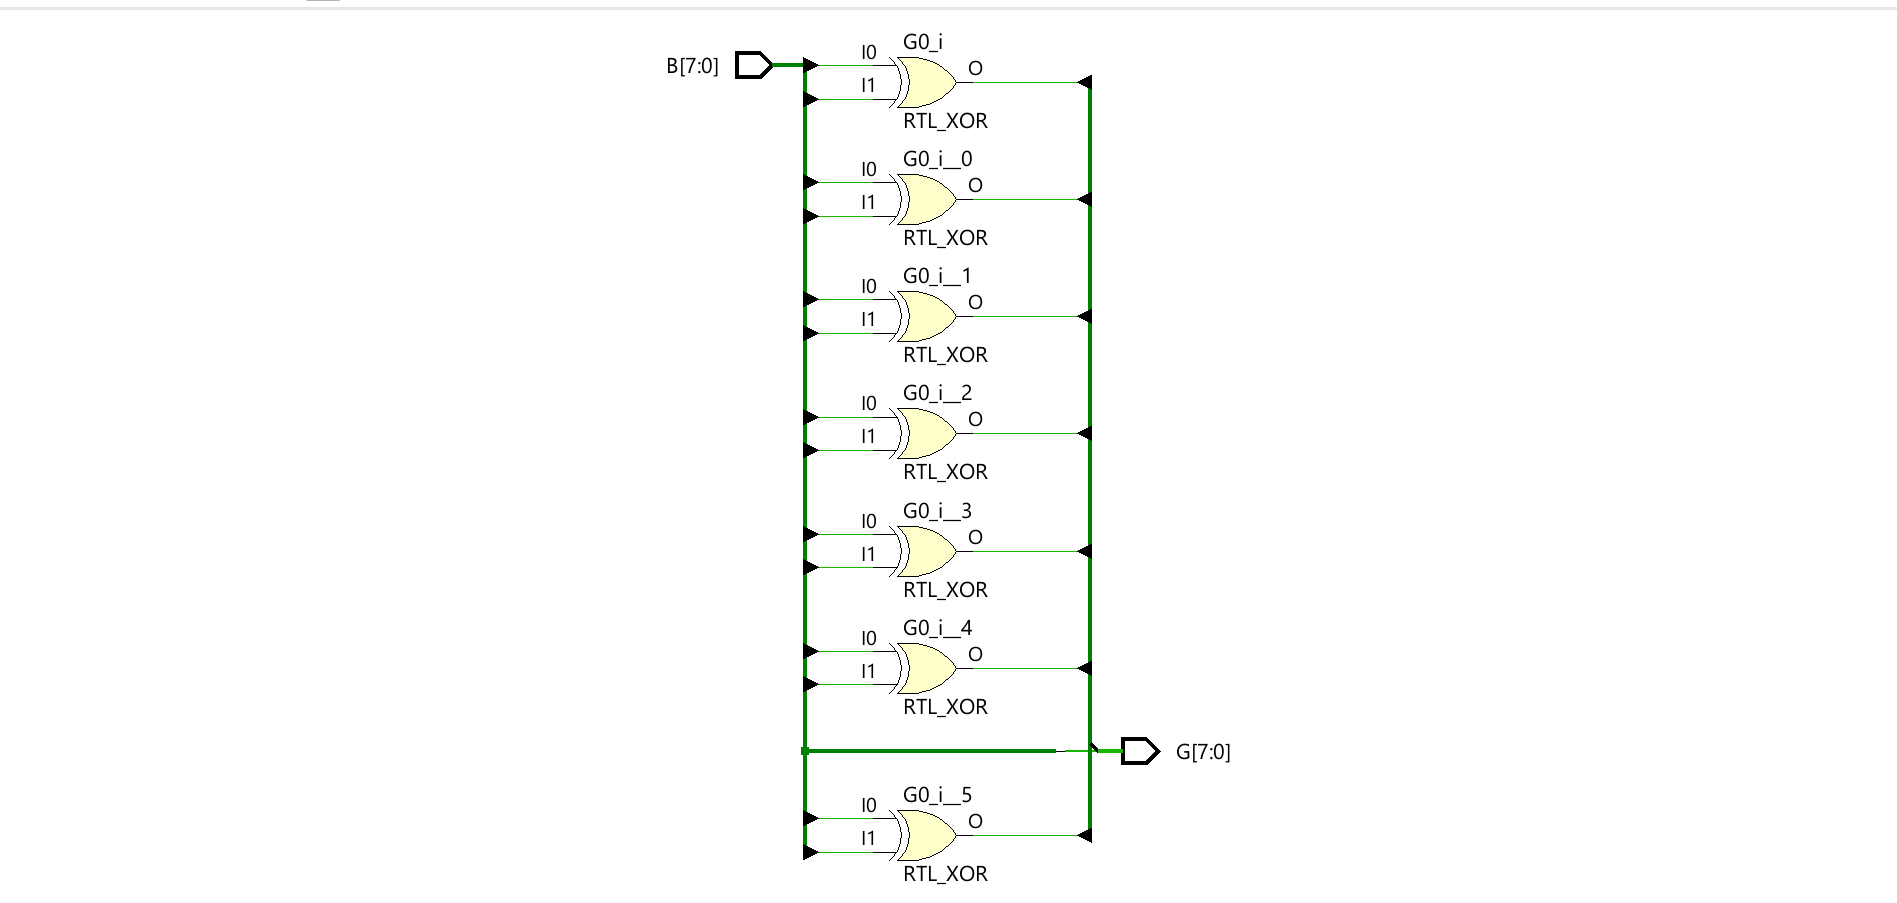 G0_i
B[7:0]
I0
O
I1
RTL_XOR
G0_i__0
I0
O
I1
RTL_XOR
G0_i__1
I0
O
I1
RTL_XOR
G0_i__2
I0
O
I1
RTL_XOR
G0_i__3
I0
O
I1
RTL_XOR
G0_i__4
I0
O
I1
RTL_XOR
G[7:0]
G0_i__5
I0
O
I1
RTL_XOR